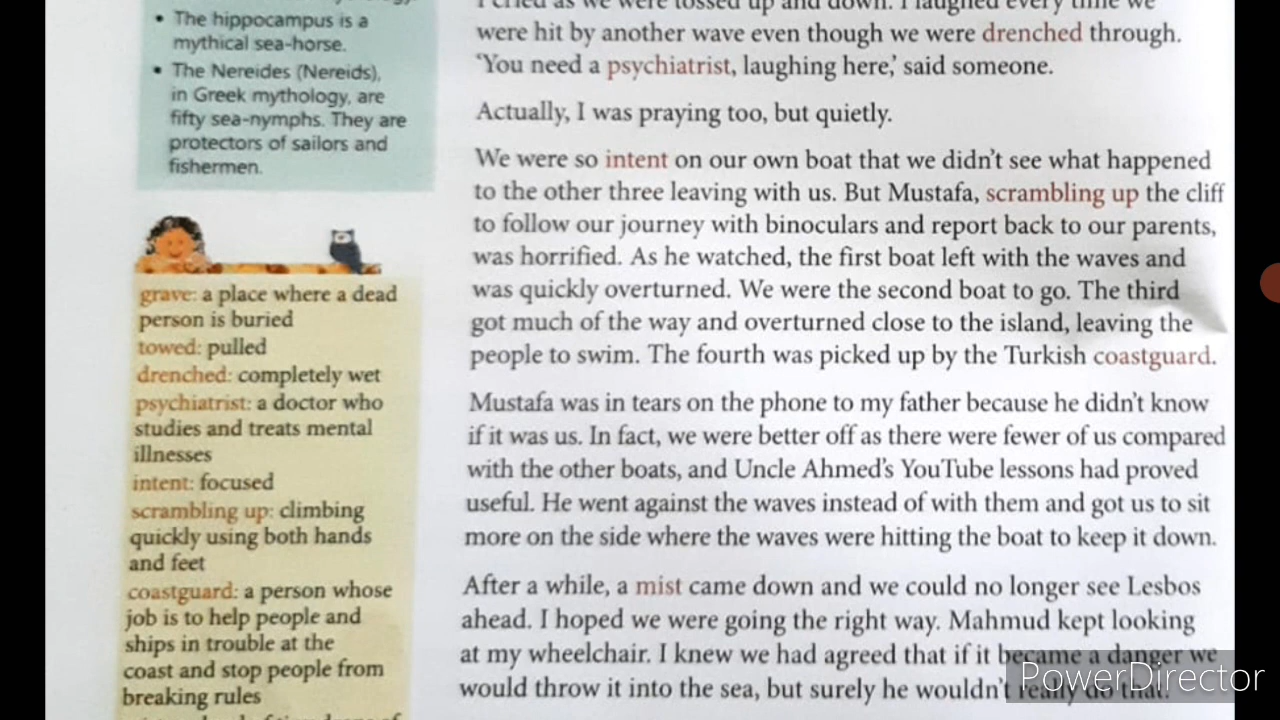 • The hippocampus is a
mythical sea-horse.
• The Nereides (Nereids),
in Greek mythology, are
fifty sea-nymphs. They are
protectors of sailors and
fishermen.
grave: a place where a dead
person is buried
towed: pulled
drenched: completely wet
psychiatrist: a doctor who
studies and treats mental
illnesses
intent: focused
scrambling up: climbing
quickly using both hands
and feet
coastguard: a person whose
job is to help people and
ships in trouble at the
coast and stop people from
breaking rules
I cried as we were tossed up and down. I laughed every time we
were hit by another wave even though we were drenched through.
‘You need a psychiatrist, laughing here,’ said someone.
Actually, I was praying too, but quietly.
We were so intent on our own boat that we didn’t see what happened
to the other three leaving with us. But Mustafa, scrambling up the cliff
to follow our journey with binoculars and report back to our parents,
was horrified. As he watched, the first boat left with the waves and
was quickly overturned. We were the second boat to go. The third
got much of the way and overturned close to the island, leaving the
people to swim. The fourth was picked up by the Turkish coastguard.
Mustafa was in tears on the phone to my father because he didn’t know
if it was us. In fact, we were better off as there were fewer of us compared
with the other boats, and Uncle Ahmed’s YouTube lessons had proved
useful. He went against the waves instead of with them and got us to sit
more on the side where the waves were hitting the boat to keep it down.
After a while, a mist came down and we could no longer see Lesbos
ahead. I hoped we were going the right way. Mahmud kept looking
at my wheelchair. I knew we had agreed that if it became a danger we
would throw it into the sea, but surely he wouldn’t really do that.
PowerDirector